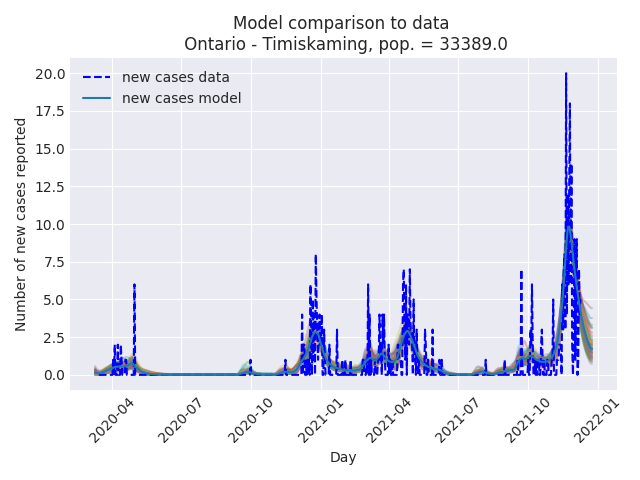 Model comparison to data
Ontario - Timiskaming, pop. = 33389.0
new cases data
new cases model
Number of new cases reported
20.0
17.5
15.0
12.5
10.0
7.5
5.0
2.5
0.0
2020-04
2020-07
2020-10
2021-01
2021-04
2021-07
2021-10
2022-01
Day